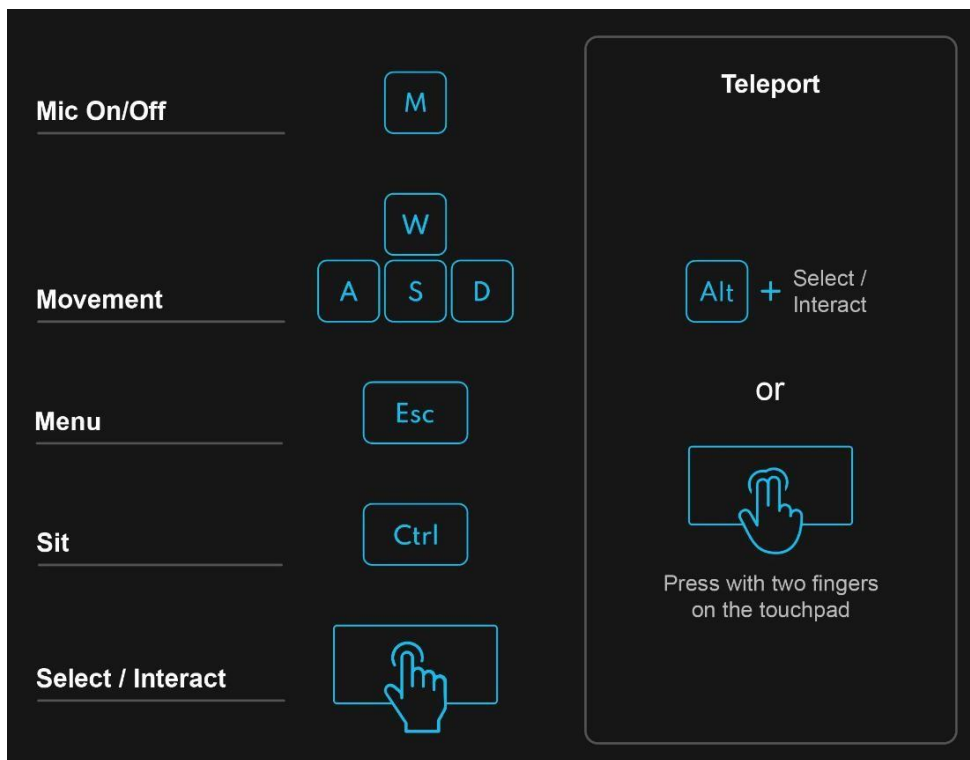 Mic On/Off
M
W
Movement
A S D
Menu
Esc
Sit
Ctrl
Select / Interact
Teleport
Alt + Select /
Interact
or
Press with two fingers
on the touchpad